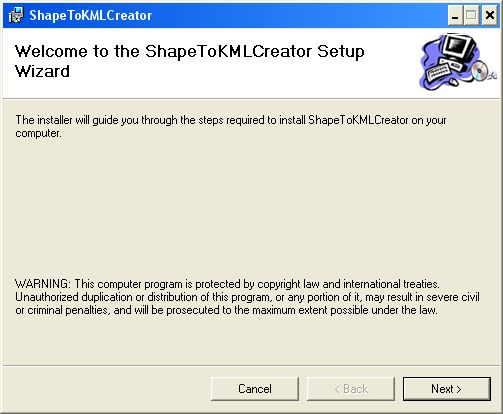 ShapeToKMLCreator
Welcome to the ShapeToKMLCreator Setup
Wizard
The installer will guide you through the steps required to install ShapeToKMLCreator on your
computer.
WARNING: This computer program is protected by copyright law and international treaties.
Unauthorized duplication or distribution of this program, or any portion of it, may result in severe civil
or criminal penalties, and will be prosecuted to the maximum extent possible under the law.
Cancel
< Back
Next >